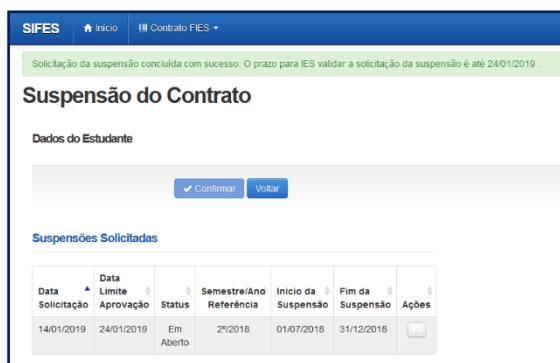 SIFES Início Contrato FIES
Solicitação da suspensão concluída com sucesso. O prazo para IES validar a solicitação da suspensão é até 24/01/2019 .
Suspensão do Contrato
Dados do Estudante
Confirmar Voltar
Suspensões Solicitadas
Data
Data Limite Semestre/Ano Início da Fim da
Solicitação Aprovação Status Referência Suspensão Suspensão Ações
14/01/2019 24/01/2019 Em 2º/2018 01/07/2018 31/12/2018
Aberto